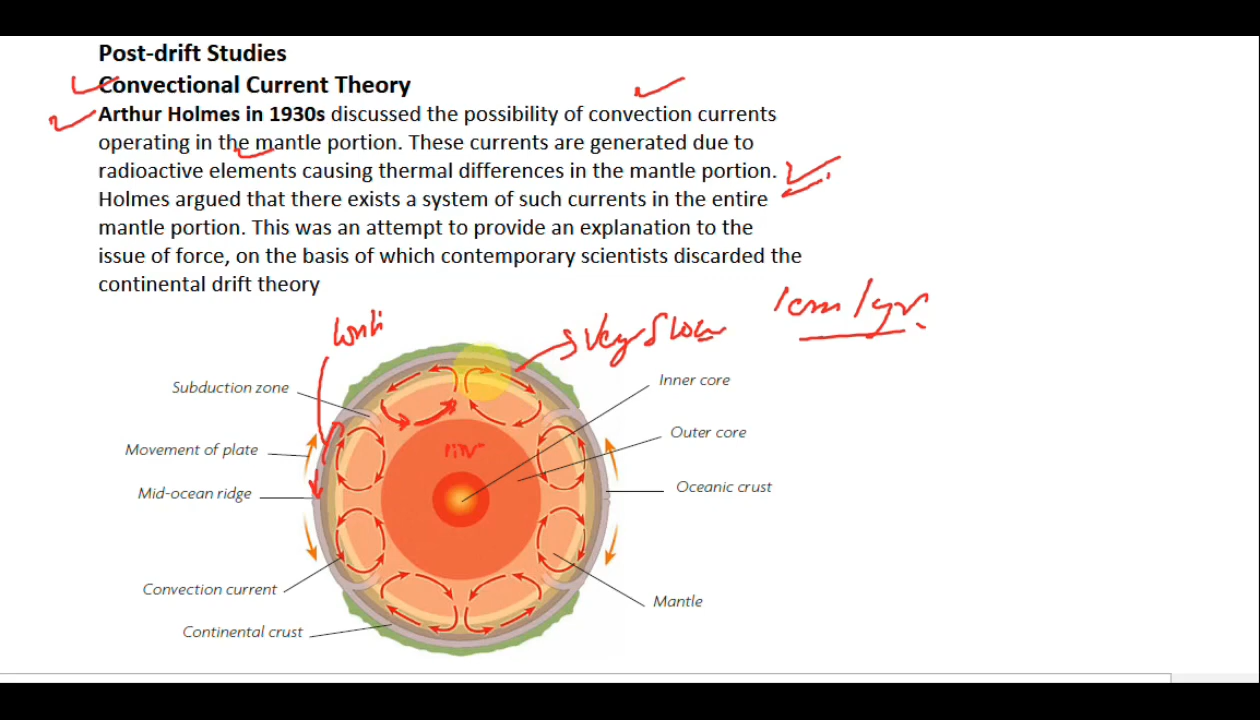 Post-drift Studies
Convectional Current Theory
Arthur Holmes in 1930s discussed the possibility of convection currents
operating in the mantle portion. These currents are generated due to
radioactive elements causing thermal differences in the mantle portion.
Holmes argued that there exists a system of such currents in the entire
mantle portion. This was an attempt to provide an explanation to the
issue of force, on the basis of which contemporary scientists discarded the
continental drift theory
1cm/yr.
Conti
Very Slow
Subduction zone
Inner core
Outer core
Movement of plate
Mid-ocean ridge
Oceanic crust
Convection current
Mantle
Continental crust